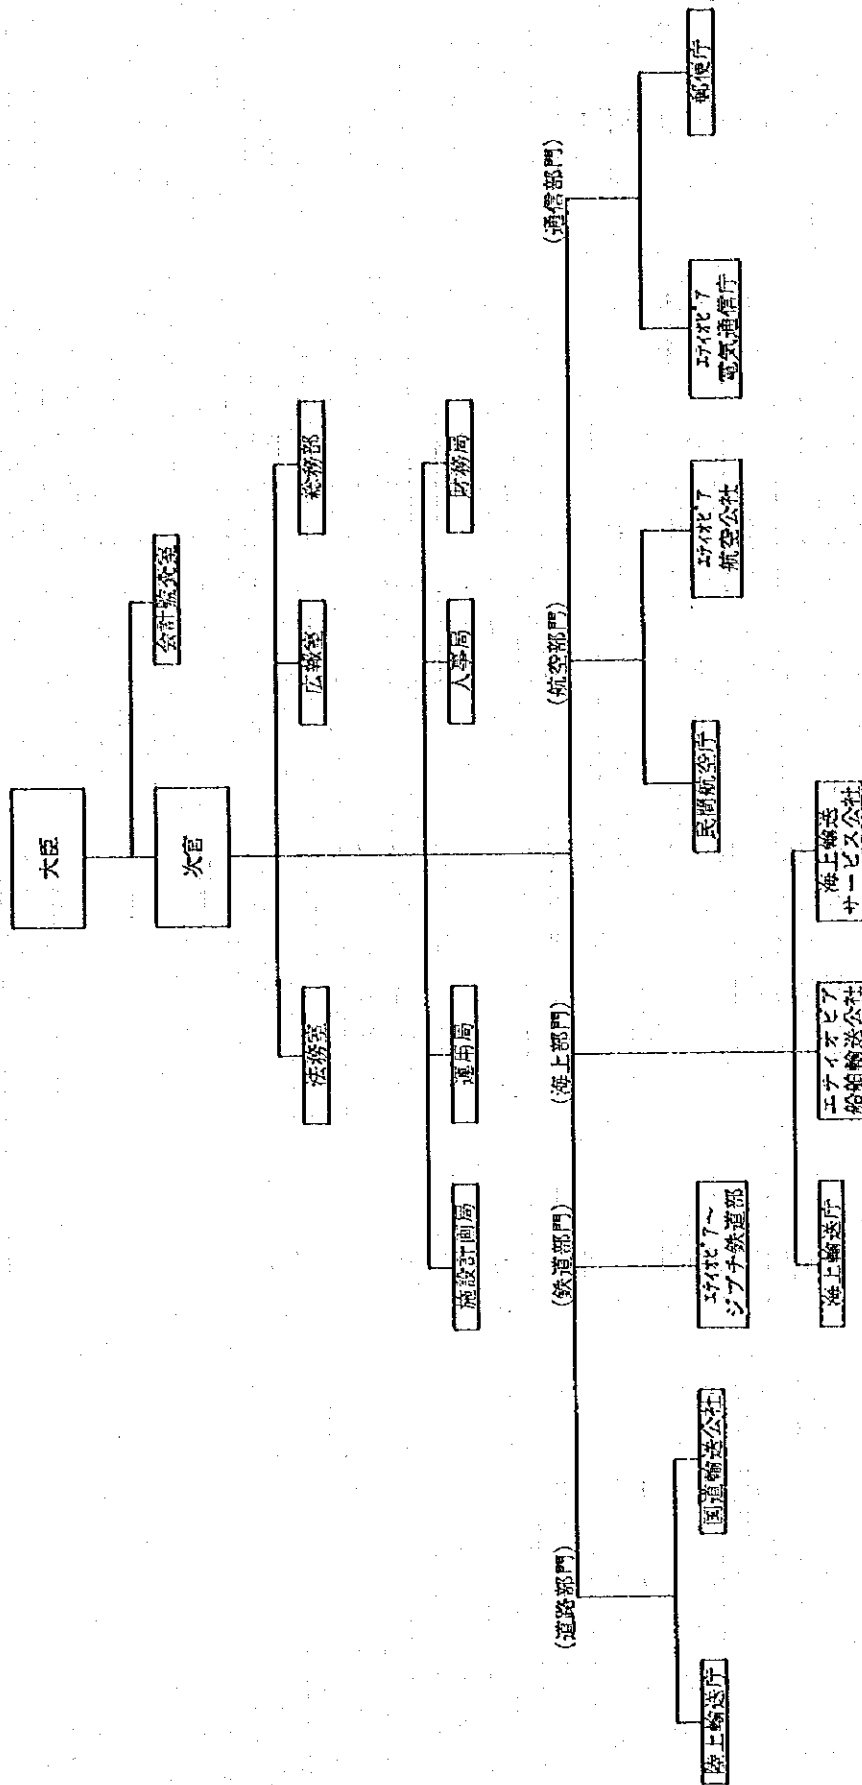 大臣
会計監査室
次官
法務室
広報室
総務部
施設計画局
運用局
人事局
財務局
(道路部門)
(鉄道部門)
(海上部門)
(航空部門)
(通信部門)
陸上輸送庁
国道輸送公社
エティオピア〜
ジブチ鉄道部
海上輸送庁
エティオピア
船舶輸送公社
海上輸送
サービス公社
民間航空庁
エティオピア
航空公社
エティオピア
電気通信庁
郵便庁